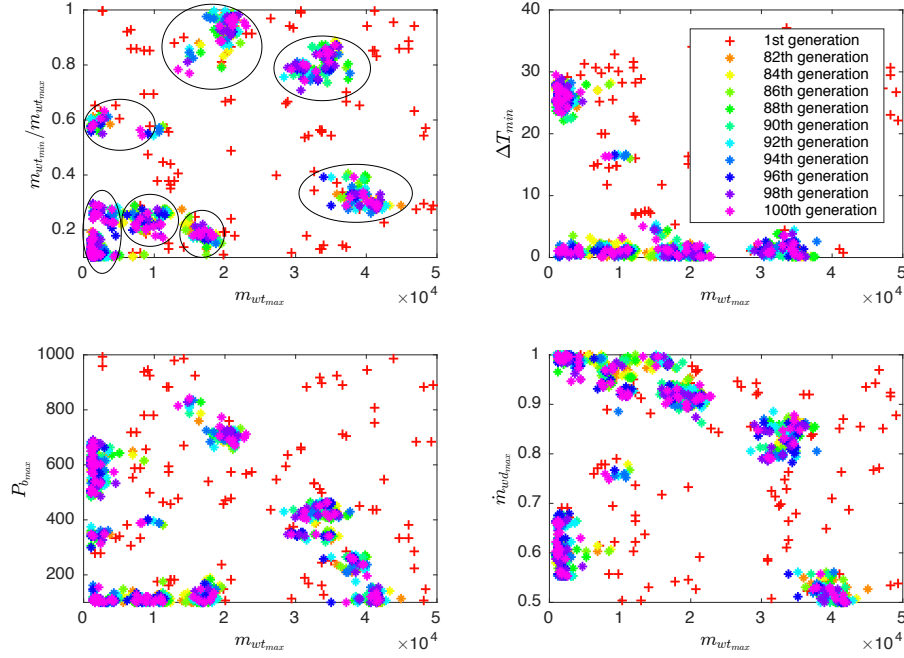 1
0.8
0.6
0.4
0.2
m_{wt_{min}}/m_{wt_{max}}
0 1 2 3 4 5
m_{wt_{max}} ×10^4
40
30
20
10
0
ΔT_{min}
0 1 2 3 4 5
m_{wt_{max}} ×10^4
1st generation
82th generation
84th generation
86th generation
88th generation
90th generation
92th generation
94th generation
96th generation
98th generation
100th generation
1000
800
600
400
200
P_{b_{max}}
0 1 2 3 4 5
m_{wt_{max}} ×10^4
1
0.9
0.8
0.7
0.6
0.5
ṁ_{wd_{max}}
0 1 2 3 4 5
m_{wt_{max}} ×10^4